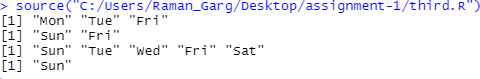 > source("C:/Users/Raman_Garg/Desktop/assignment-1/third.R")
[1] "Mon" "Tue" "Fri"
[1] "Sun" "Fri"
[1] "Sun" "Tue" "Wed" "Fri" "Sat"
[1] "Sun"